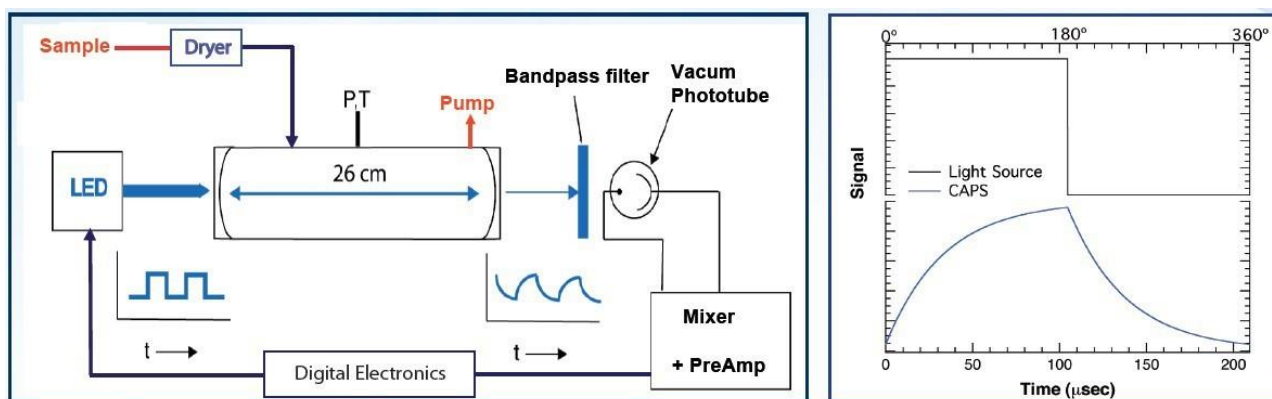 Sample
Dryer
P,T
Pump
Bandpass filter
Vacum
Phototube
LED
26 cm
t
t
Mixer
+ PreAmp
Digital Electronics
0°
180°
360°
Signal
Light Source
CAPS
0
50
100
150
200
Time (μsec)